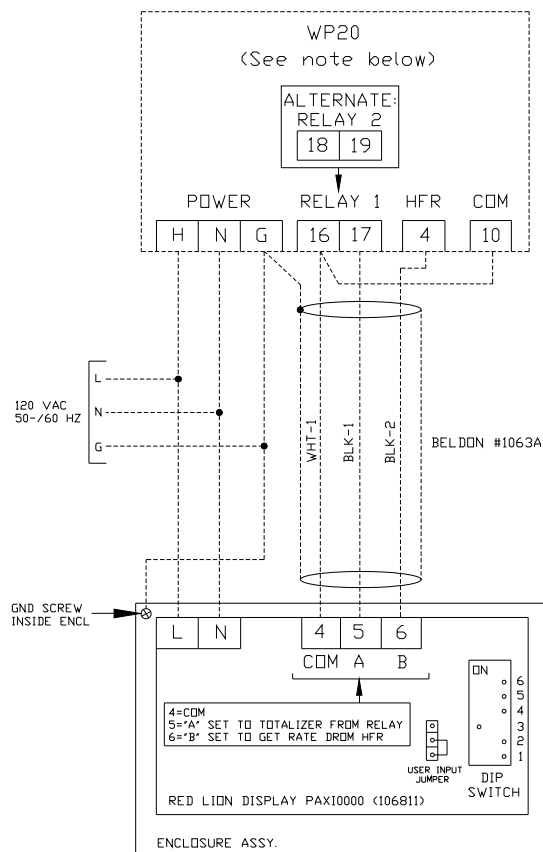 WP20
(See note below)
ALTERNATE:
RELAY 2
18 19
POWER RELAY 1 HFR COM
H N G 16 17 4 10
L
120 VAC
50-/60 HZ
N
G
WHT-1
BLK-1
BLK-2
BELDON #1063A
GND SCREW
INSIDE ENCL
L N 4 5 6
COM A B
4=COM
5="A" SET TO TOTALIZER FROM RELAY
6="B" SET TO GET RATE DROM HFR
USER INPUT
JUMPER
ON
6
5
4
3
2
1
DIP
SWITCH
RED LION DISPLAY PAXI0000 (106811)
ENCLOSURE ASSY.